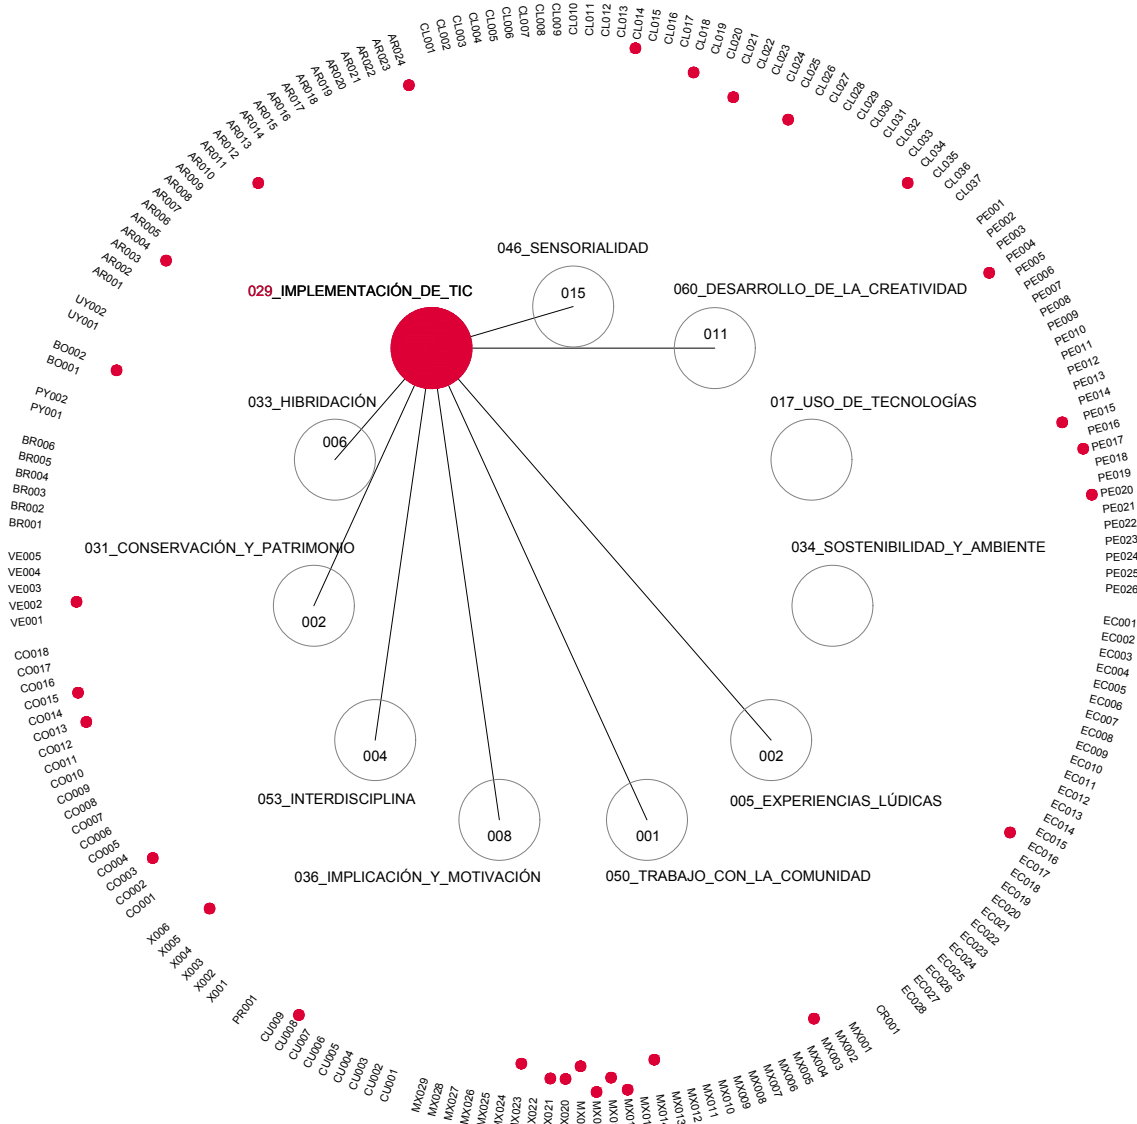 AR024
AR023
AR022
AR021
AR020
AR019
AR018
AR017
AR016
AR015
AR014
AR013
AR012
AR011
AR010
AR009
AR008
AR007
AR006
AR005
AR004
AR003
AR002
AR001
CL001
CL002
CL003
CL004
CL005
CL006
CL007
CL008
CL009
CL010
CL011
CL012
CL013
CL014
CL015
CL016
CL017
CL018
CL019
CL020
CL021
CL022
CL023
CL024
CL025
CL026
CL027
CL028
CL029
CL030
CL031
CL032
CL033
CL034
CL035
CL036
CL037
PE001
PE002
PE003
PE004
PE005
PE006
PE007
PE008
PE009
PE010
PE011
PE012
PE013
PE014
PE015
PE016
PE017
PE018
PE019
PE020
PE021
PE022
PE023
PE024
PE025
PE026
EC001
EC002
EC003
EC004
EC005
EC006
EC007
EC008
EC009
EC010
EC011
EC012
EC013
EC014
EC015
EC016
EC017
EC018
EC019
EC020
EC021
EC022
EC023
EC024
EC025
EC026
EC027
EC028
CR001
MX001
MX002
MX003
MX004
MX005
MX006
MX007
MX008
MX009
MX010
MX011
MX012
MX013
MX020
MX021
MX022
MX023
MX024
MX025
MX026
MX027
MX028
MX029
CU001
CU002
CU003
CU004
CU005
CU006
CU007
CU008
CU009
PR001
X001
X002
X003
X004
X005
X006
CO001
CO002
CO003
CO004
CO005
CO006
CO007
CO008
CO009
CO010
CO011
CO012
CO013
CO014
CO015
CO016
CO017
CO018
VE001
VE002
VE003
VE004
VE005
BR001
BR002
BR003
BR004
BR005
BR006
PY001
PY002
BO001
BO002
UY001
UY002
046_SENSORIALIDAD
015
029_IMPLEMENTACIÓN_DE_TIC
060_DESARROLLO_DE_LA_CREATIVIDAD
011
033_HIBRIDACIÓN
006
017_USO_DE_TECNOLOGÍAS
031_CONSERVACIÓN_Y_PATRIMONIO
002
034_SOSTENIBILIDAD_Y_AMBIENTE
004
053_INTERDISCIPLINA
002
005_EXPERIENCIAS_LÚDICAS
008
036_IMPLICACIÓN_Y_MOTIVACIÓN
001
050_TRABAJO_CON_LA_COMUNIDAD